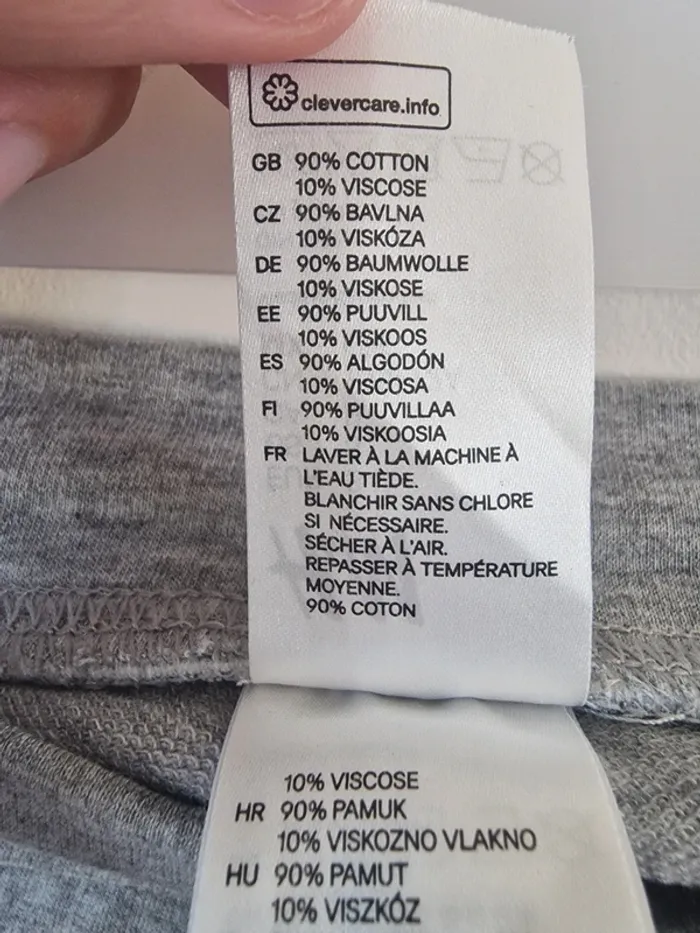 clevercare.info
GB 90% COTTON
10% VISCOSE
CZ 90% BAVLNA
10% VISKÓZA
DE 90% BAUMWOLLE
10% VISKOSE
EE 90% PUUVILL
10% VISKOOS
ES 90% ALGODÓN
10% VISCOSA
FI 90% PUUVILLAA
10% VISKOOSIA
FR LAVER À LA MACHINE À
L'EAU TIÈDE.
BLANCHIR SANS CHLORE
SI NÉCESSAIRE.
SÉCHER À L'AIR.
REPASSER À TEMPÉRATURE
MOYENNE.
90% COTON
10% VISCOSE
HR 90% PAMUK
10% VISKOZNO VLAKNO
HU 90% PAMUT
10% VISZKÓZ